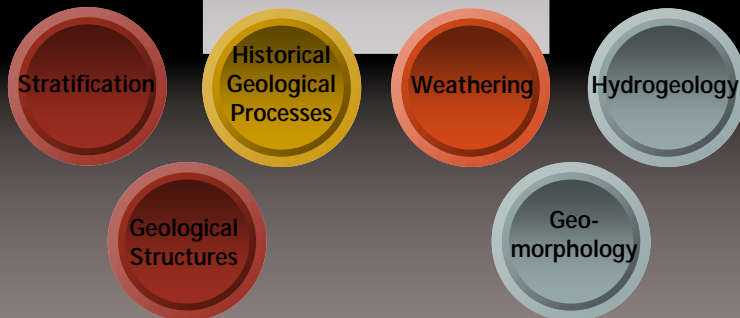 Stratification
Historical
Geological
Processes
Weathering
Hydrogeology
Geological
Structures
Geo-
morphology